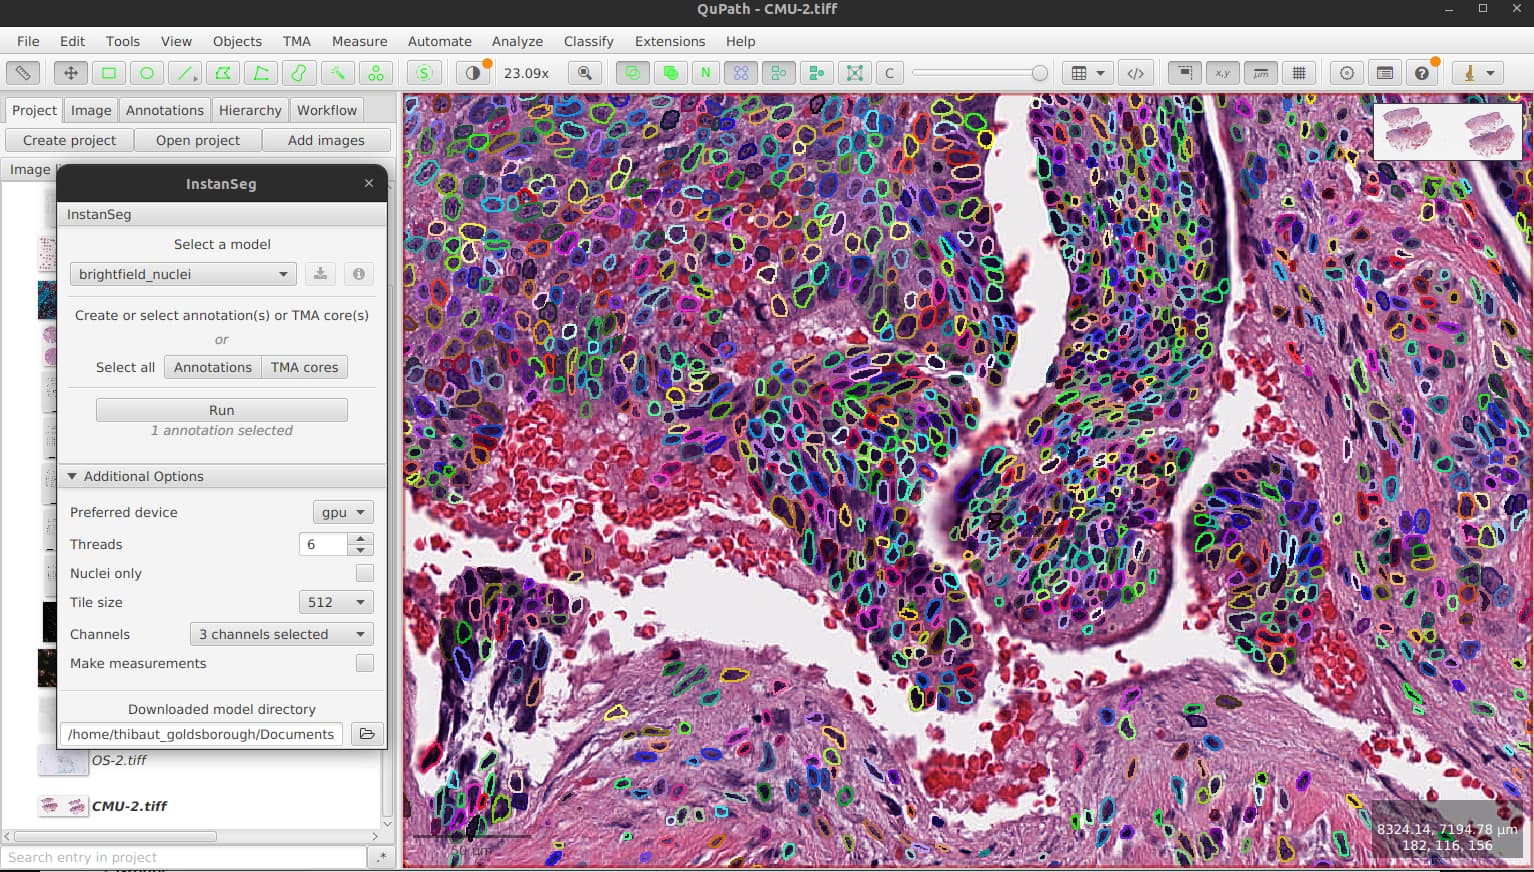 QuPath - CMU-2.tiff
File Edit Tools View Objects TMA Measure Automate Analyze Classify Extensions Help
S 23.09x N C </> x,y μm ?
Project Image Annotations Hierarchy Workflow
Create project Open project Add images
Image
InstanSeg
InstanSeg
Select a model
brightfield_nuclei
Create or select annotation(s) or TMA core(s)
or
Select all Annotations TMA cores
Run
1 annotation selected
Additional Options
Preferred device gpu
Threads 6
Nuclei only
Tile size 512
Channels 3 channels selected
Make measurements
Downloaded model directory
/home/thibaut_goldsborough/Documents
OS-2.tiff
CMU-2.tiff
Search entry in project .*
8324.14, 7194.78 μm
182, 116, 156